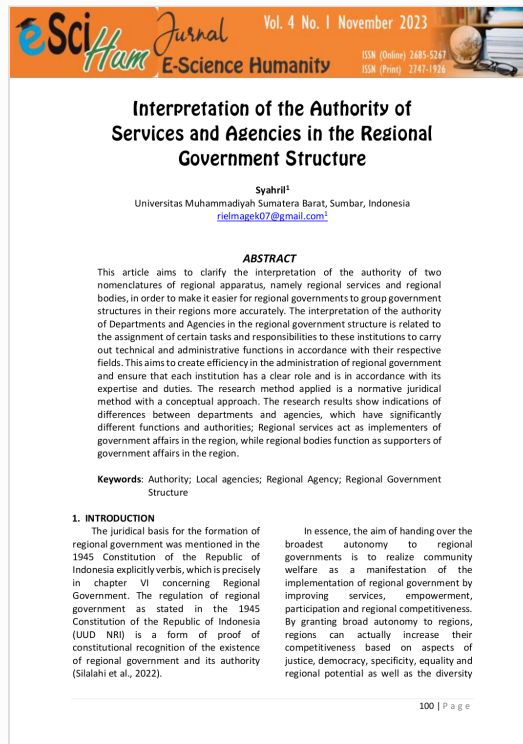 eSci
Ham
Jurnal
E-Science Humanity
Vol. 4 No. 1 November 2023
ISSN (Online) 2685-5267
ISSN (Print) 2747-1926
Interpretation of the Authority of
Services and Agencies in the Regional
Government Structure
Syahril1
Universitas Muhammadiyah Sumatera Barat, Sumbar, Indonesia
rielmagek07@gmail.com1
ABSTRACT
This article aims to clarify the interpretation of the authority of two
nomenclatures of regional apparatus, namely regional services and regional
bodies, in order to make it easier for regional governments to group government
structures in their regions more accurately. The interpretation of the authority
of Departments and Agencies in the regional government structure is related to
the assignment of certain tasks and responsibilities to these institutions to carry
out technical and administrative functions in accordance with their respective
fields. This aims to create efficiency in the administration of regional government
and ensure that each institution has a clear role and is in accordance with its
expertise and duties. The research method applied is a normative juridical
method with a conceptual approach. The research results show indications of
differences between departments and agencies, which have significantly
different functions and authorities; Regional services act as implementers of
government affairs in the region, while regional bodies function as supporters of
government affairs in the region.
Keywords: Authority; Local agencies; Regional Agency; Regional Government
Structure
1. INTRODUCTION
The juridical basis for the formation of
regional government was mentioned in the
1945 Constitution of the Republic of
Indonesia explicitly verbis, which is precisely
in chapter VI concerning Regional
Government. The regulation of regional
government as stated in the 1945
Constitution of the Republic of Indonesia
(UUD NRI) is a form of proof of
constitutional recognition of the existence
of regional government and its authority
(Silalahi et al., 2022).
In essence, the aim of handing over the
broadest autonomy to regional
governments is to realize community
welfare as a manifestation of the
implementation of regional government by
improving services, empowerment,
participation and regional competitiveness.
By granting broad autonomy to regions,
regions can actually increase their
competitiveness based on aspects of
justice, democracy, specificity, equality and
regional potential as well as the diversity
100 | Page